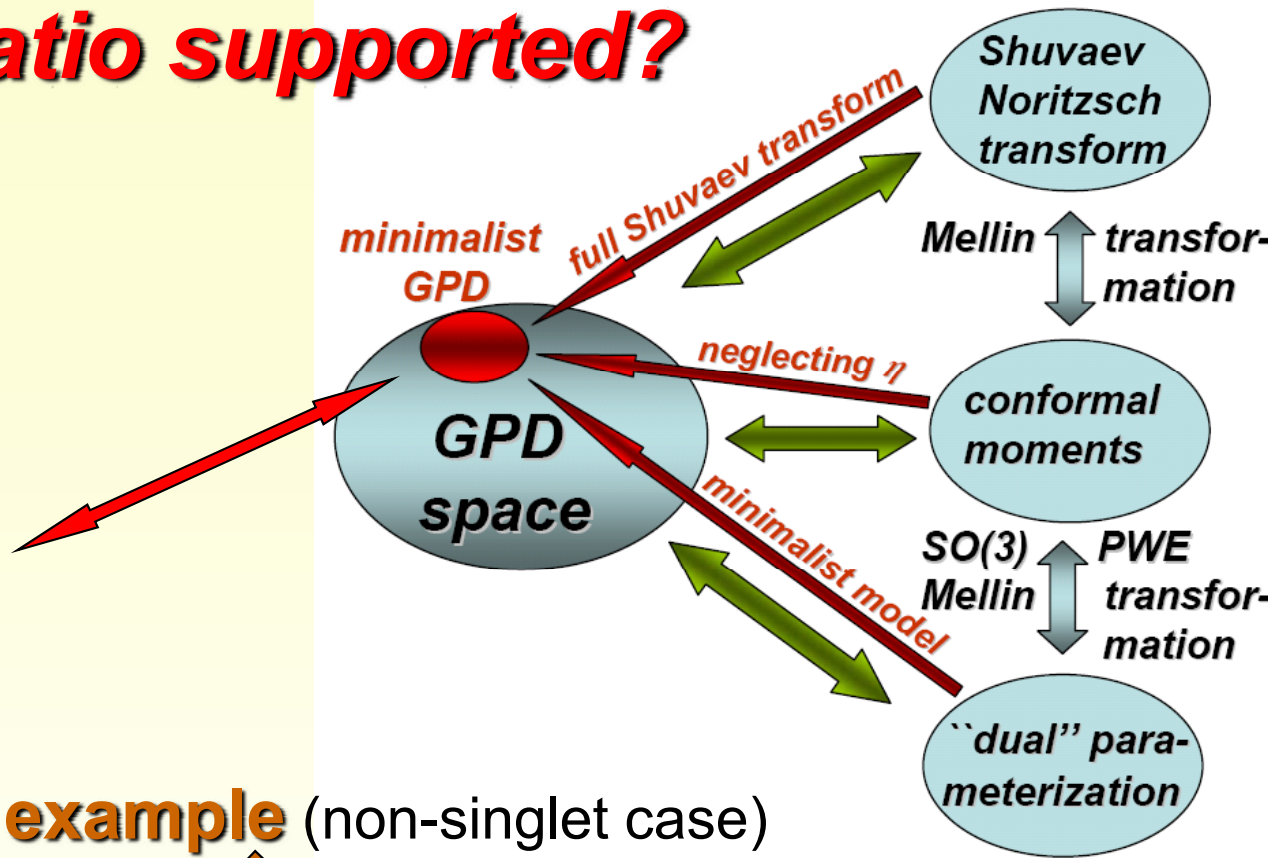 atio supported?
Shuvaev
Noritzsch
transform
full Shuvaev transform
minimalist
GPD
Mellin transfor-
mation
neglecting η
GPD
space
conformal
moments
minimalist model
SO(3) PWE
Mellin transfor-
mation
``dual'' para-
meterization
example (non-singlet case)